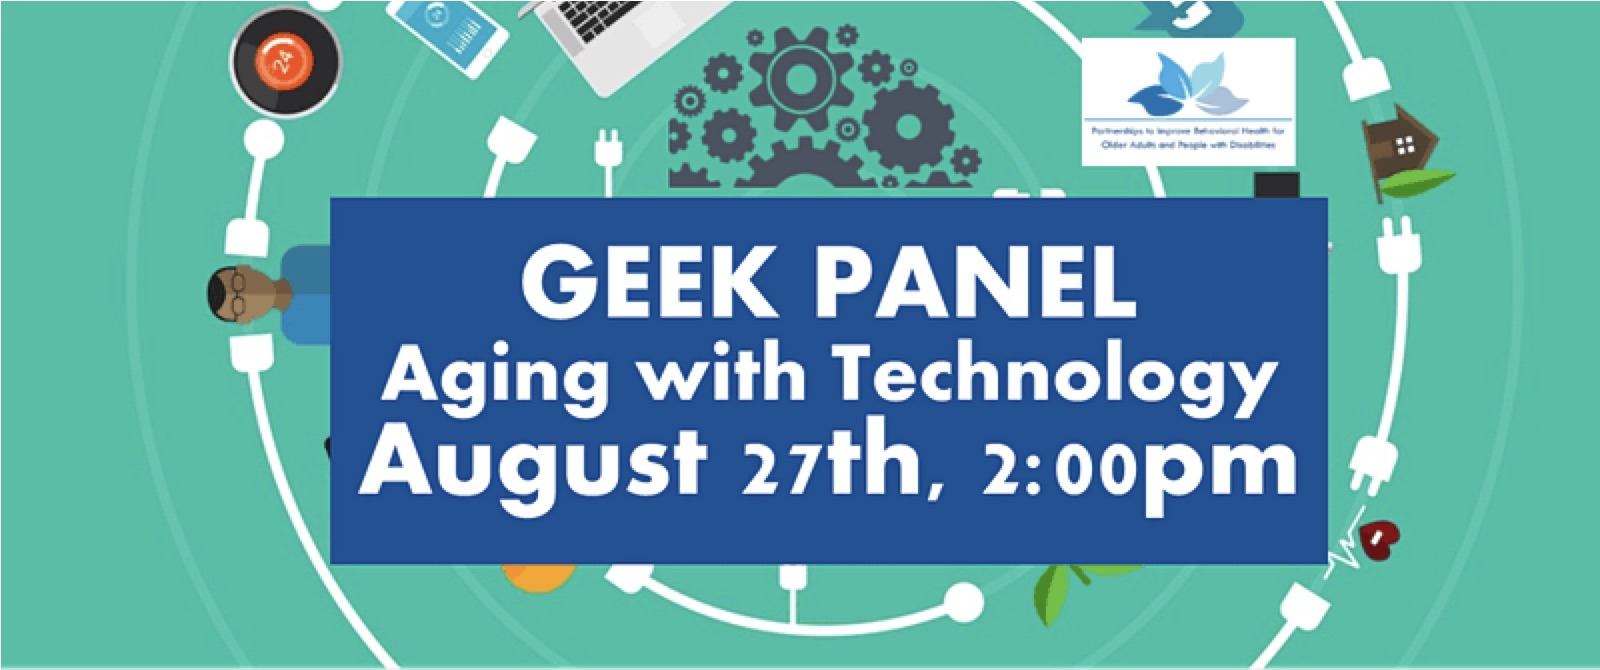 24
Partnerships to Improve Behavioral Health for
Older Adults and People with Disabilities
GEEK PANEL
Aging with Technology
August 27th, 2:00pm